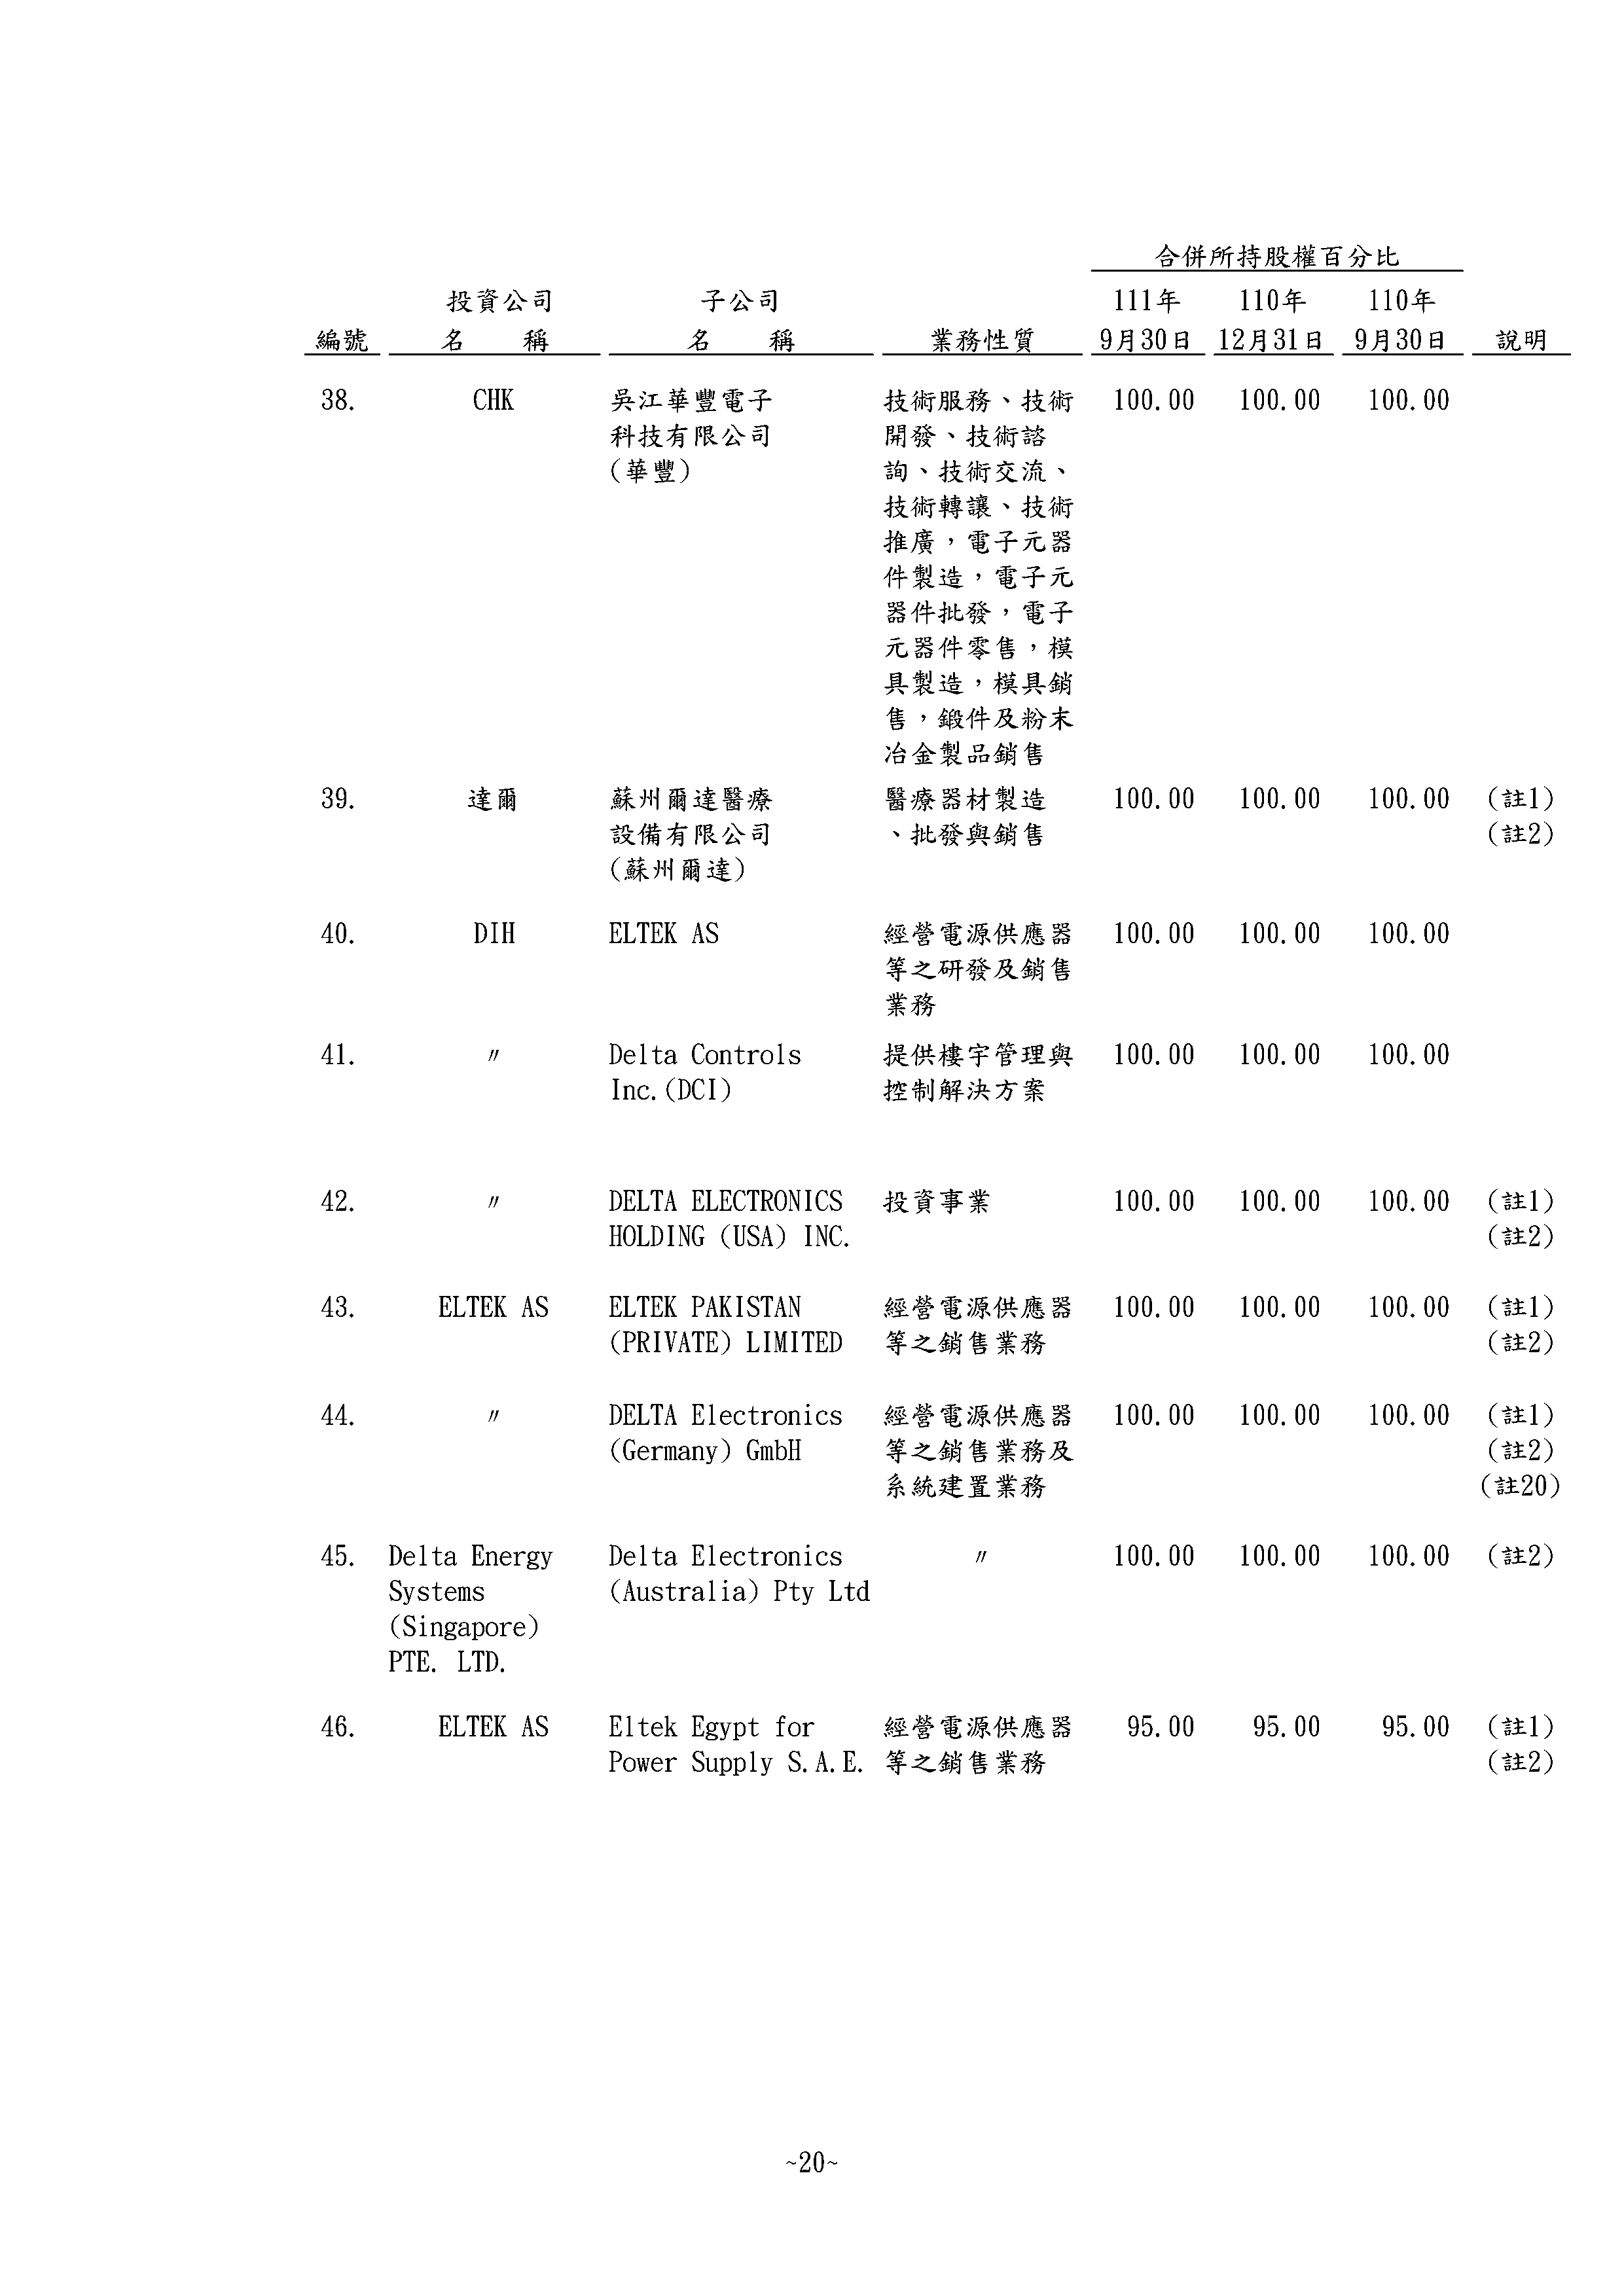 合併所持股權百分比
投資公司 子公司 111年 110年 110年
編號 名 稱 名 稱 業務性質 9月30日 12月31日 9月30日 說明
38. CHK 吳江華豐電子 技術服務、技術 100.00 100.00 100.00
科技有限公司 開發、技術諮
(華豐) 詢、技術交流、
技術轉讓、技術
推廣，電子元器
件製造，電子元
器件批發，電子
元器件零售，模
具製造，模具銷
售，鍛件及粉末
冶金製品銷售
39. 達爾 蘇州爾達醫療 醫療器材製造 100.00 100.00 100.00 (註1)
設備有限公司 、批發與銷售 (註2)
(蘇州爾達)
40. DIH ELTEK AS 經營電源供應器 100.00 100.00 100.00
等之研發及銷售
業務
41. 〃 Delta Controls 提供樓宇管理與 100.00 100.00 100.00
Inc.(DCI) 控制解決方案
42. 〃 DELTA ELECTRONICS 投資事業 100.00 100.00 100.00 (註1)
HOLDING (USA) INC. (註2)
43. ELTEK AS ELTEK PAKISTAN 經營電源供應器 100.00 100.00 100.00 (註1)
(PRIVATE) LIMITED 等之銷售業務 (註2)
44. 〃 DELTA Electronics 經營電源供應器 100.00 100.00 100.00 (註1)
(Germany) GmbH 等之銷售業務及 (註2)
系統建置業務 (註20)
45. Delta Energy Delta Electronics 〃 100.00 100.00 100.00 (註2)
Systems (Australia) Pty Ltd
(Singapore)
PTE. LTD.
46. ELTEK AS Eltek Egypt for 經營電源供應器 95.00 95.00 95.00 (註1)
Power Supply S.A.E. 等之銷售業務 (註2)
~20~